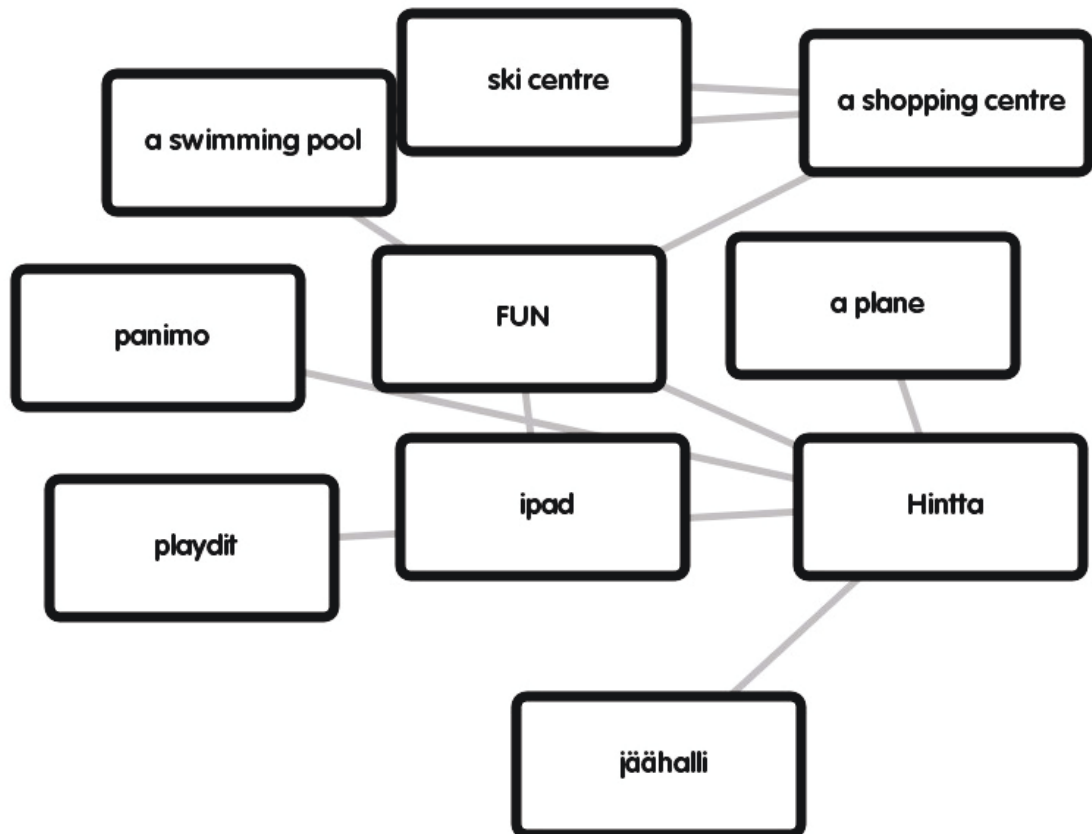 ski centre
a shopping centre
a swimming pool
FUN
a plane
panimo
ipad
Hintta
playdit
jäähalli